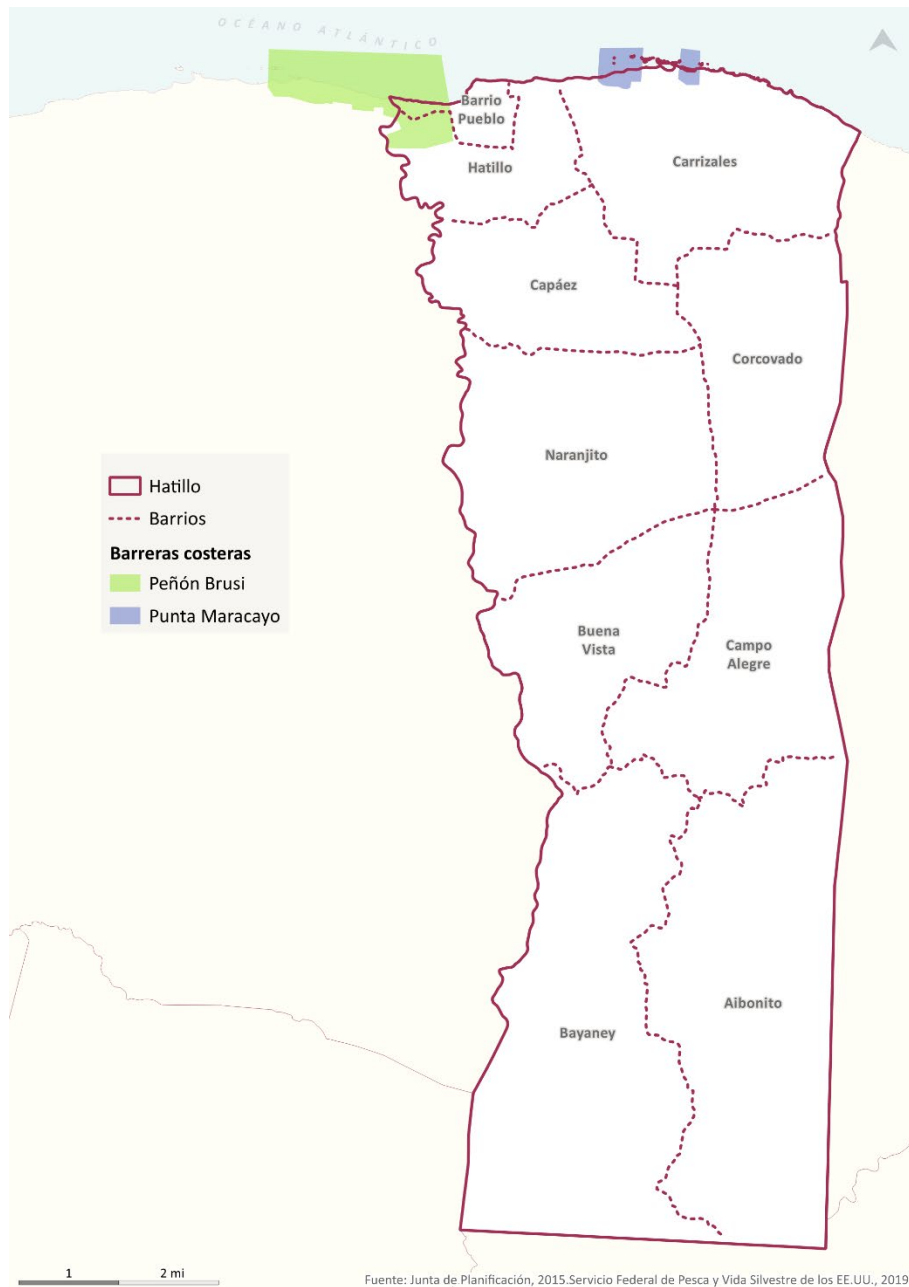 OCÉANO ATLÁNTICO
Barrio
Pueblo
Hatillo
Carrizales
Capáez
Corcovado
Naranjito
Hatillo
Barrios
Barreras costeras
Peñón Brusi
Punta Maracayo
Buena
Vista
Campo
Alegre
Bayaney
Aibonito
1 2 mi
Fuente: Junta de Planificación, 2015.Servicio Federal de Pesca y Vida Silvestre de los EE.UU., 2019